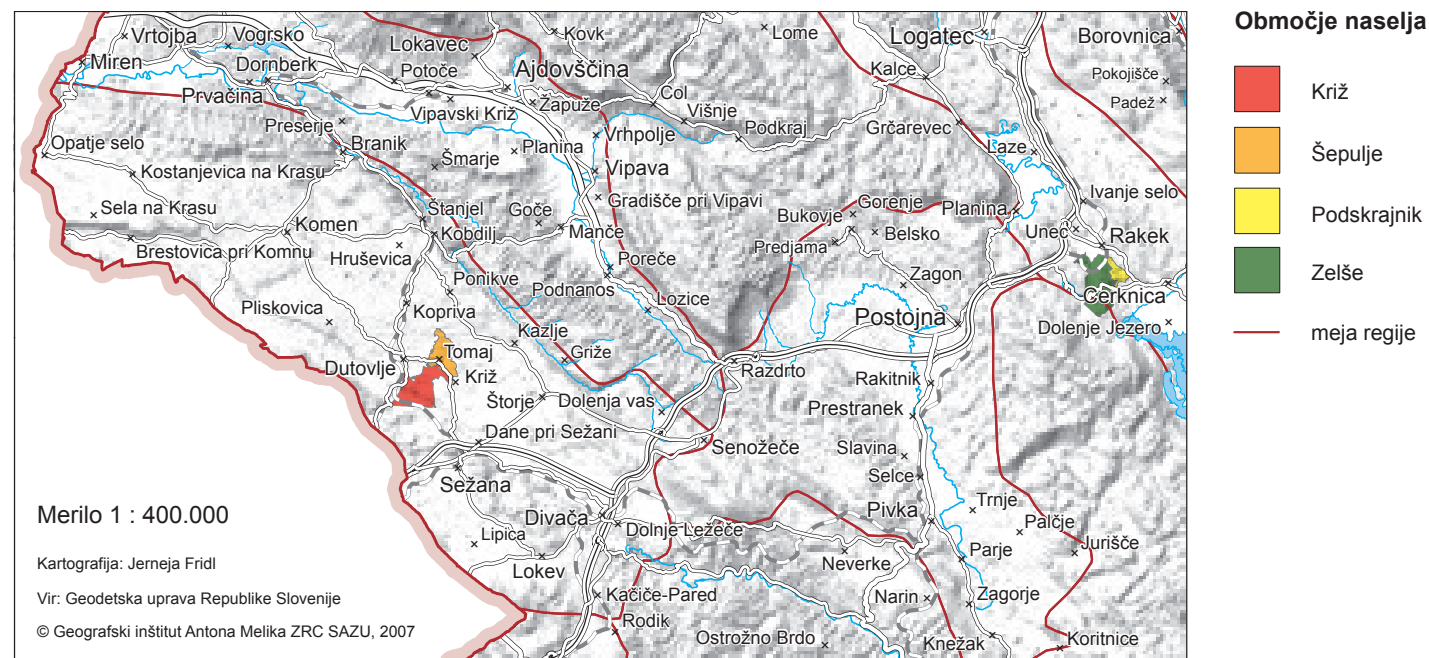 Vrtojba
Vogrsko
Miren
Dornberk
Prvačina
Lokavec
Potoče
Kovk
Ajdovščina
Lome
Logatec
Borovnica
Kalce
Pokojišče
Padež
Vipavski Križ
Žapuže
Col
Višnje
Podkraj
Grčarevec
Laze
Preserje
Opatje selo
Branik
Šmarje
Planina
Vrhpolje
Vipava
Kostanjevica na Krasu
Gradišče pri Vipavi
Ivanje selo
Sela na Krasu
Štanjel
Goče
Bukovje
Gorenje
Planina
Komen
Kobdilj
Manče
Predjama
Belsko
Unec
Rakek
Brestovica pri Komnu
Hruševica
Ponikve
Poreče
Podnanos
Zagon
Pliskovica
Kopriva
Lozice
Postojna
Cerknica
Dolenje Jezero
Kazlje
Dutovlje
Tomaj
Griže
Križ
Razdrto
Rakitnik
Štorje
Dolenja vas
Prestranek
Dane pri Sežani
Senožeče
Slavina
Selce
Sežana
Trnje
Divača
Dolnje Ležeče
Pivka
Palčje
Lipica
Jurišče
Lokev
Neverke
Parje
Kačiče-Pared
Narin
Zagorje
Rodik
Ostrožno Brdo
Knežak
Koritnice
Merilo 1 : 400.000
Kartografija: Jerneja Fridl
Vir: Geodetska uprava Republike Slovenije
© Geografski inštitut Antona Melika ZRC SAZU, 2007
Območje naselja
Križ
Šepulje
Podskrajnik
Zelše
meja regije